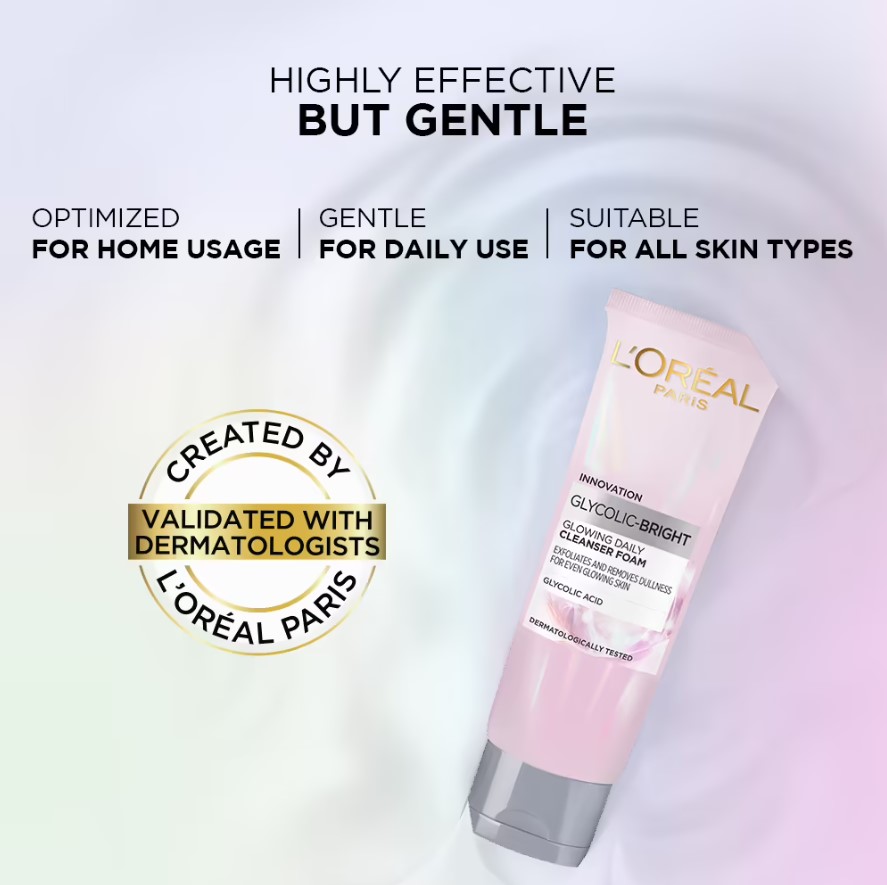 HIGHLY EFFECTIVE
BUT GENTLE
OPTIMIZED
FOR HOME USAGE
GENTLE
FOR DAILY USE
SUITABLE
FOR ALL SKIN TYPES
CREATED BY
VALIDATED WITH
DERMATOLOGISTS
L'ORÉAL PARIS
L'ORÉAL
PARIS
INNOVATION
GLYCOLIC-BRIGHT
GLOWING DAILY
CLEANSER FOAM
EXFOLIATES AND REMOVES DULLNESS
FOR EVEN GLOWING SKIN
GLYCOLIC ACID
DERMATOLOGICALLY TESTED